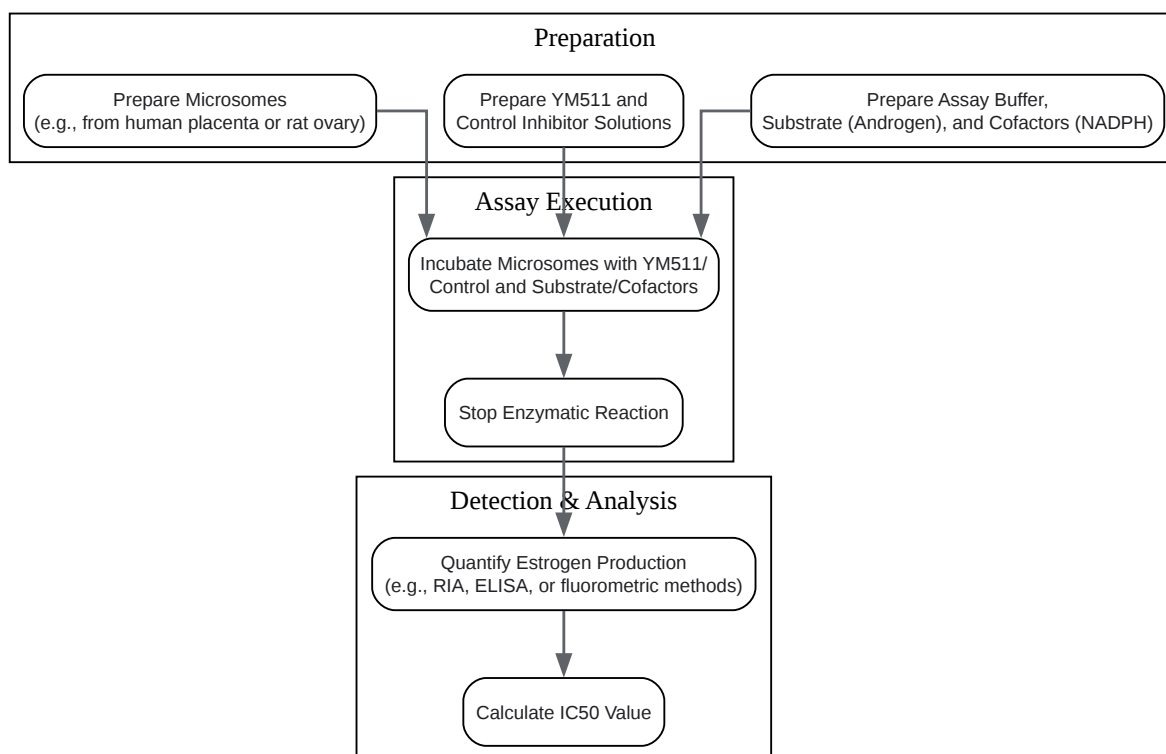 Preparation
Prepare Microsomes
(e.g., from human placenta or rat ovary)
Prepare YM511 and
Control Inhibitor Solutions
Prepare Assay Buffer,
Substrate (Androgen), and Cofactors (NADPH)
Assay Execution
Incubate Microsomes with YM511/
Control and Substrate/Cofactors
Stop Enzymatic Reaction
Detection & Analysis
Quantify Estrogen Production
(e.g., RIA, ELISA, or fluorometric methods)
Calculate IC50 Value